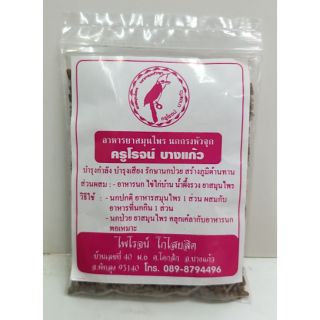 อาหารยาสมุนไพร นกกรงหัวจุก
ครูโรจน์ บางแก้ว
บำรุงกำลัง บำรุงเสียง รักษานกป่วย สร้างภูมิต้านทาน
ส่วนผสม : - อาหารนก ไข่ไก่บ้าน น้ำผึ้งรวง ยาสมุนไพร
วิธีใช้ : - นกปกติ อาหารสมุนไพร 1 ส่วน ผสมกับ
อาหารที่นกกิน 1 ส่วน
- นกป่วย ยาสมุนไพร คลุกเคล้ากับอาหารนก
พอเหมาะ
ไพโรจน์ โกไสยสิต
บ้านเลขที่ 40 ม.๐ ต.โคกสัก อ.บางแก้ว
จ.พัทลุง 93140 โทร. 089-8794496